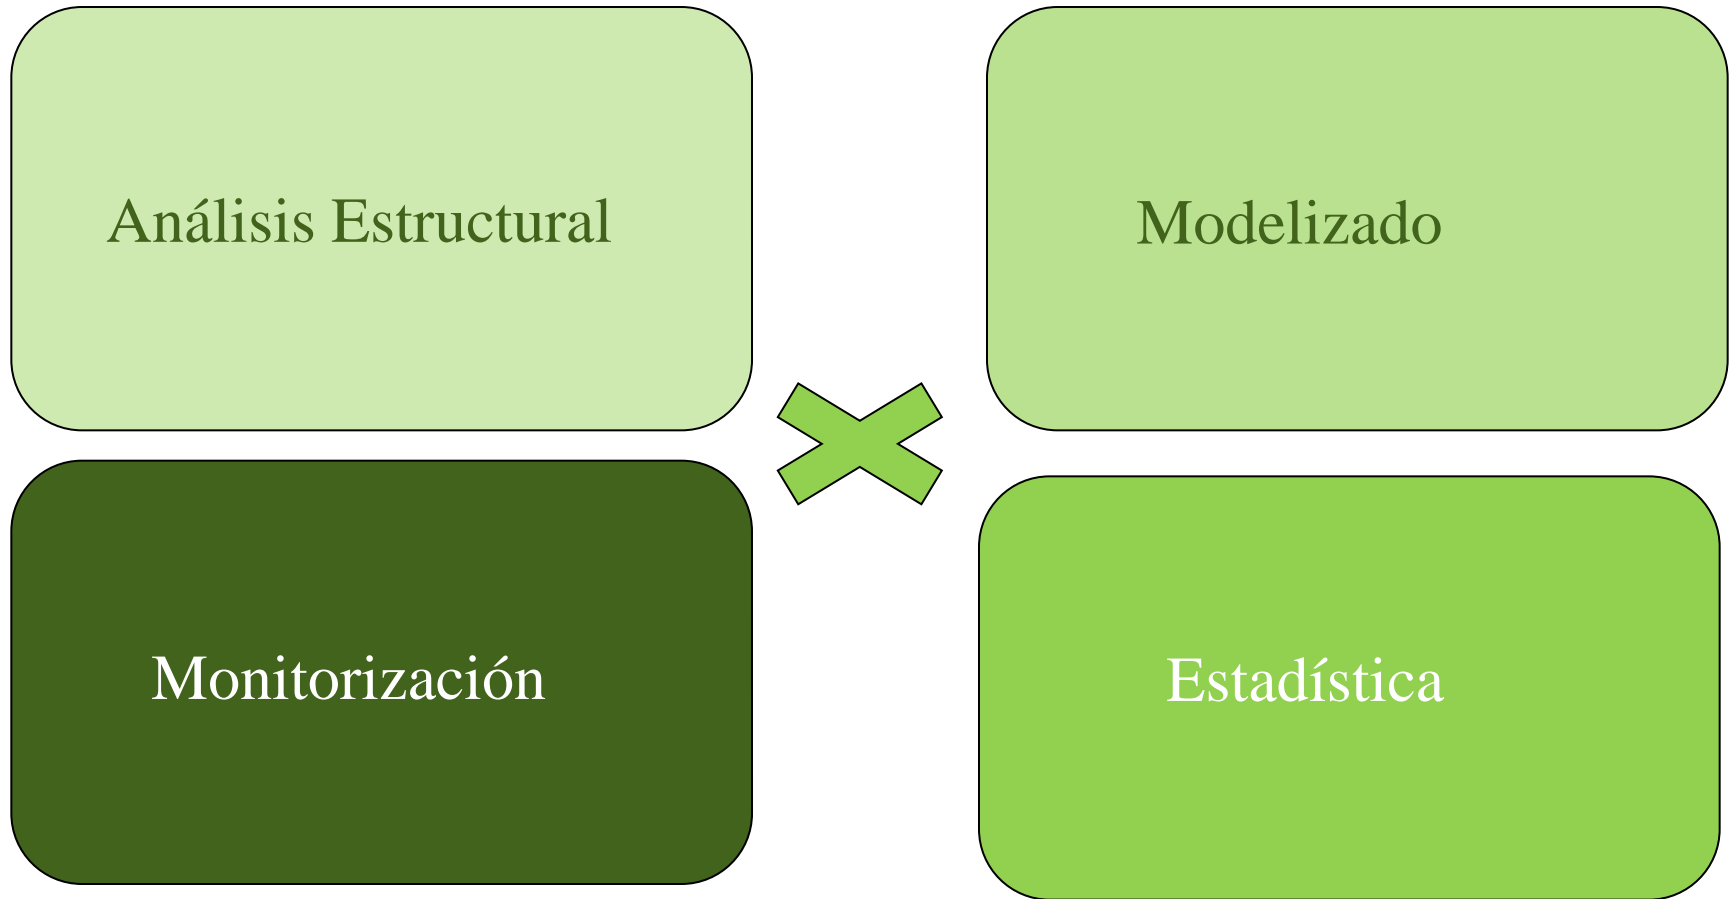 Análisis Estructural
Modelizado
Monitorización
Estadística